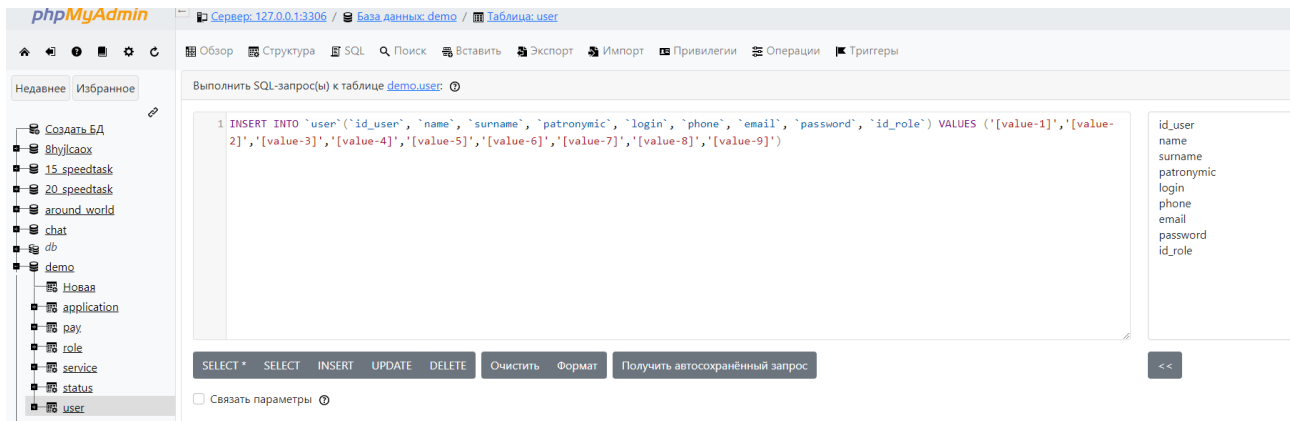 phpMyAdmin
Сервер: 127.0.0.1:3306 / База данных: demo / Таблица: user
Обзор Структура SQL Поиск Вставить Экспорт Импорт Привилегии Операции Триггеры
Недавнее Избранное
Создать БД
8hyjlcaox
15_speedtask
20_speedtask
around_world
chat
db
demo
Новая
application
pay
role
service
status
user
Выполнить SQL-запрос(ы) к таблице demo.user:
1 INSERT INTO `user`(`id_user`, `name`, `surname`, `patronymic`, `login`, `phone`, `email`, `password`, `id_role`) VALUES ('[value-1]','[value-
2]','[value-3]','[value-4]','[value-5]','[value-6]','[value-7]','[value-8]','[value-9]')
id_user
name
surname
patronymic
login
phone
email
password
id_role
SELECT * SELECT INSERT UPDATE DELETE Очистить Формат Получить автосохранённый запрос <<
Связать параметры